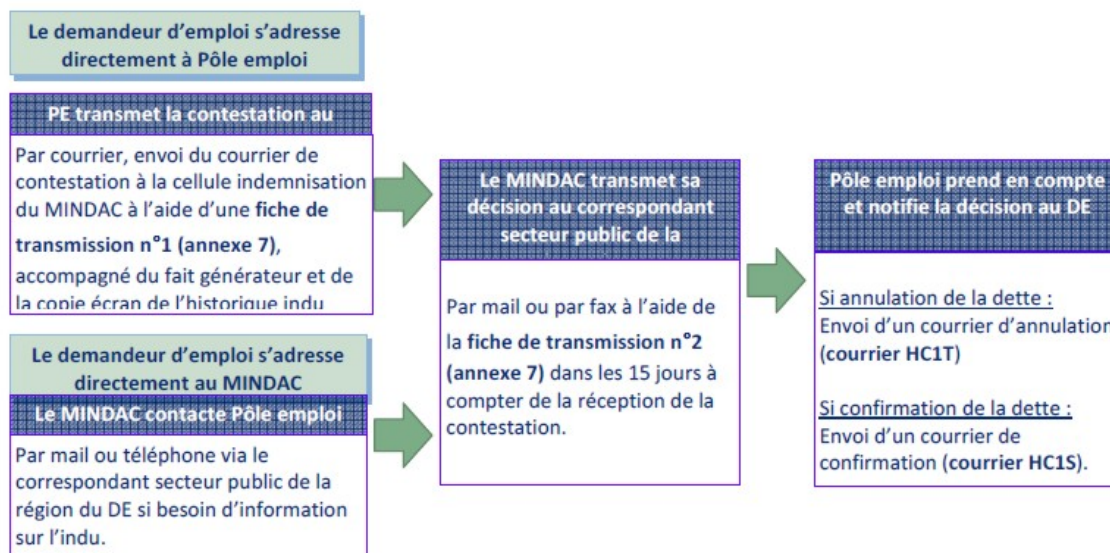 Le demandeur d’emploi s’adresse
directement à Pôle emploi
PE transmet la contestation au
Par courrier, envoi du courrier de
contestation à la cellule indemnisation
du MINDAC à l’aide d’une fiche de
transmission n°1 (annexe 7),
accompagné du fait générateur et de
la copie écran de l’historique indu
Le demandeur d’emploi s’adresse
directement au MINDAC
Le MINDAC contacte Pôle emploi
Par mail ou téléphone via le
correspondant secteur public de la
région du DE si besoin d’information
sur l’indu.
Le MINDAC transmet sa
décision au correspondant
secteur public de la
Par mail ou par fax à l’aide de
la fiche de transmission n°2
(annexe 7) dans les 15 jours à
compter de la réception de la
contestation.
Pôle emploi prend en compte
et notifie la décision au DE
Si annulation de la dette :
Envoi d’un courrier d’annulation
(courrier HC1T)
Si confirmation de la dette :
Envoi d’un courrier de
confirmation (courrier HC1S).